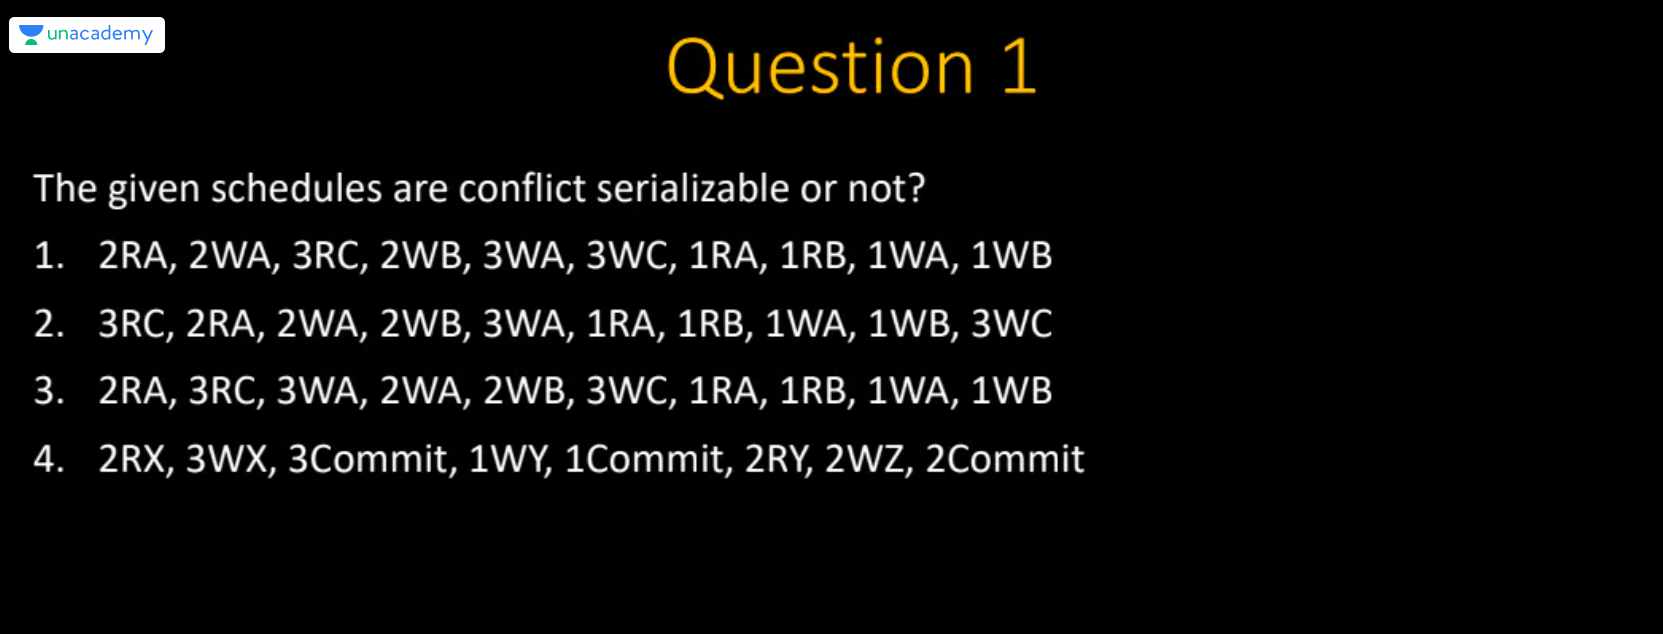 unacademy
Question 1
The given schedules are conflict serializable or not?
1. 2RA, 2WA, 3RC, 2WB, 3WA, 3WC, 1RA, 1RB, 1WA, 1WB
2. 3RC, 2RA, 2WA, 2WB, 3WA, 1RA, 1RB, 1WA, 1WB, 3WC
3. 2RA, 3RC, 3WA, 2WA, 2WB, 3WC, 1RA, 1RB, 1WA, 1WB
4. 2RX, 3WX, 3Commit, 1WY, 1Commit, 2RY, 2WZ, 2Commit